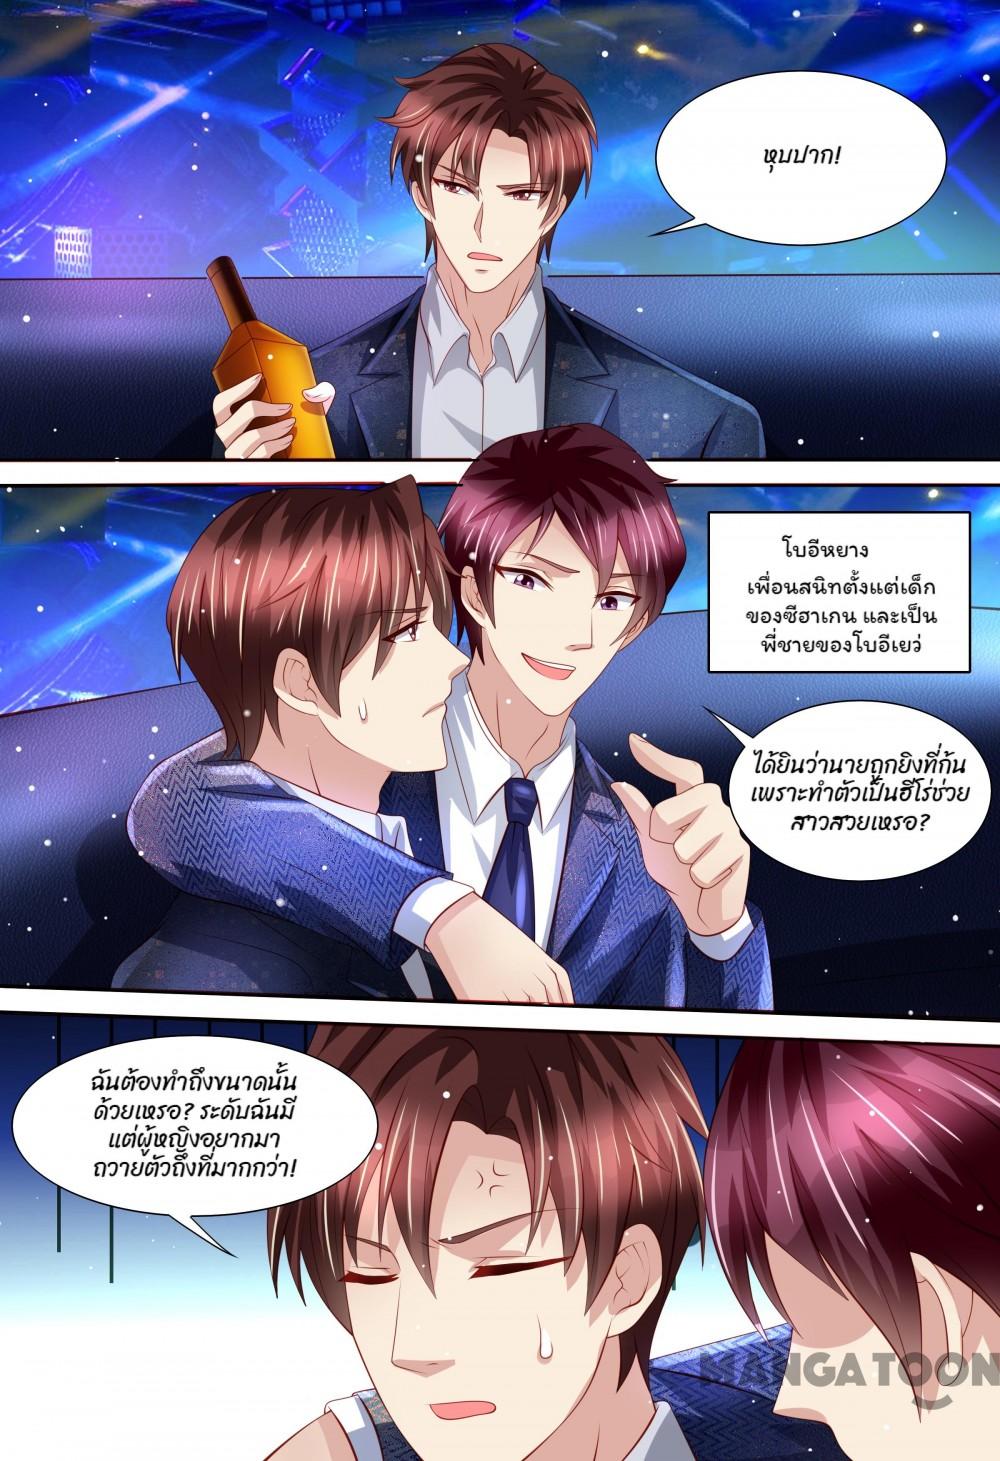 หุบปาก!
โบอีหยาง
เพื่อนสนิทตั้งแต่เด็ก
ของซีฮาเกน และเป็น
พี่ชายของโบอีเยว่
ได้ยินว่านายถูกยิงที่ก้น
เพราะทำตัวเป็นฮีโร่ช่วย
สาวสวยเหรอ?
ฉันต้องทำถึงขนาดนั้น
ด้วยเหรอ? ระดับฉันมี
แต่ผู้หญิงอยากมา
ถวายตัวถึงที่มากกว่า!
MANGATOON